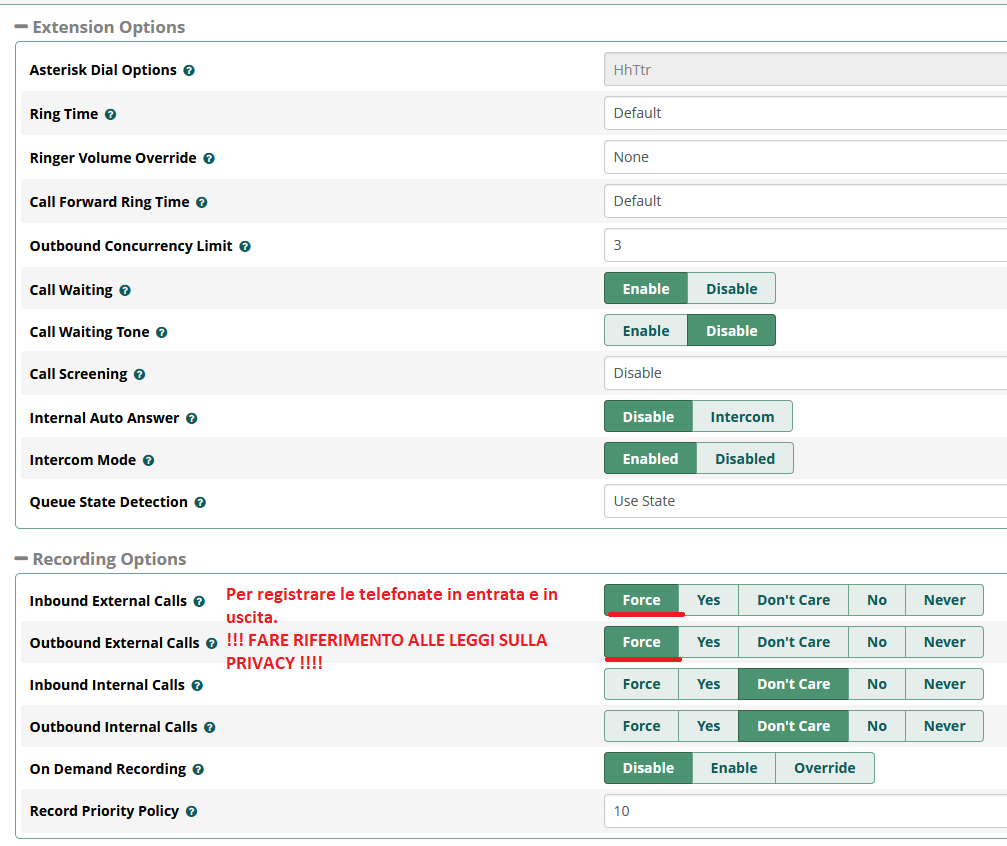 Extension Options
Asterisk Dial Options HhTtr
Ring Time Default
Ringer Volume Override None
Call Forward Ring Time Default
Outbound Concurrency Limit 3
Call Waiting Enable Disable
Call Waiting Tone Enable Disable
Call Screening Disable
Internal Auto Answer Disable Intercom
Intercom Mode Enabled Disabled
Queue State Detection Use State
Recording Options
Inbound External Calls Force Yes Don't Care No Never
Per registrare le telefonate in entrata e in
uscita.
!!! FARE RIFERIMENTO ALLE LEGGI SULLA
PRIVACY !!!!
Outbound External Calls Force Yes Don't Care No Never
Inbound Internal Calls Force Yes Don't Care No Never
Outbound Internal Calls Force Yes Don't Care No Never
On Demand Recording Disable Enable Override
Record Priority Policy 10